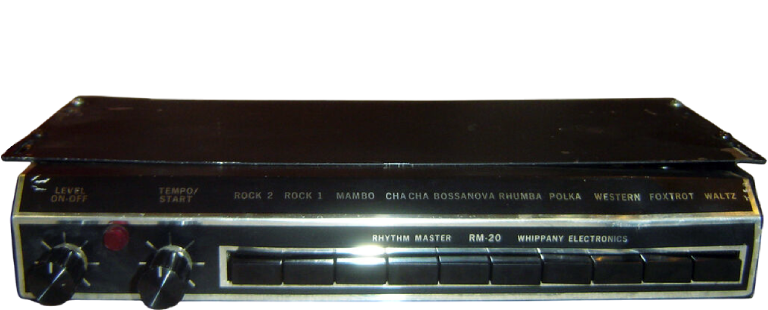 LEVEL
ON-OFF
TEMPO/
START
ROCK 2 ROCK 1 MAMBO CHA CHA BOSSANOVA RHUMBA POLKA WESTERN FOXTROT WALTZ
RHYTHM MASTER RM-20 WHIPPANY ELECTRONICS